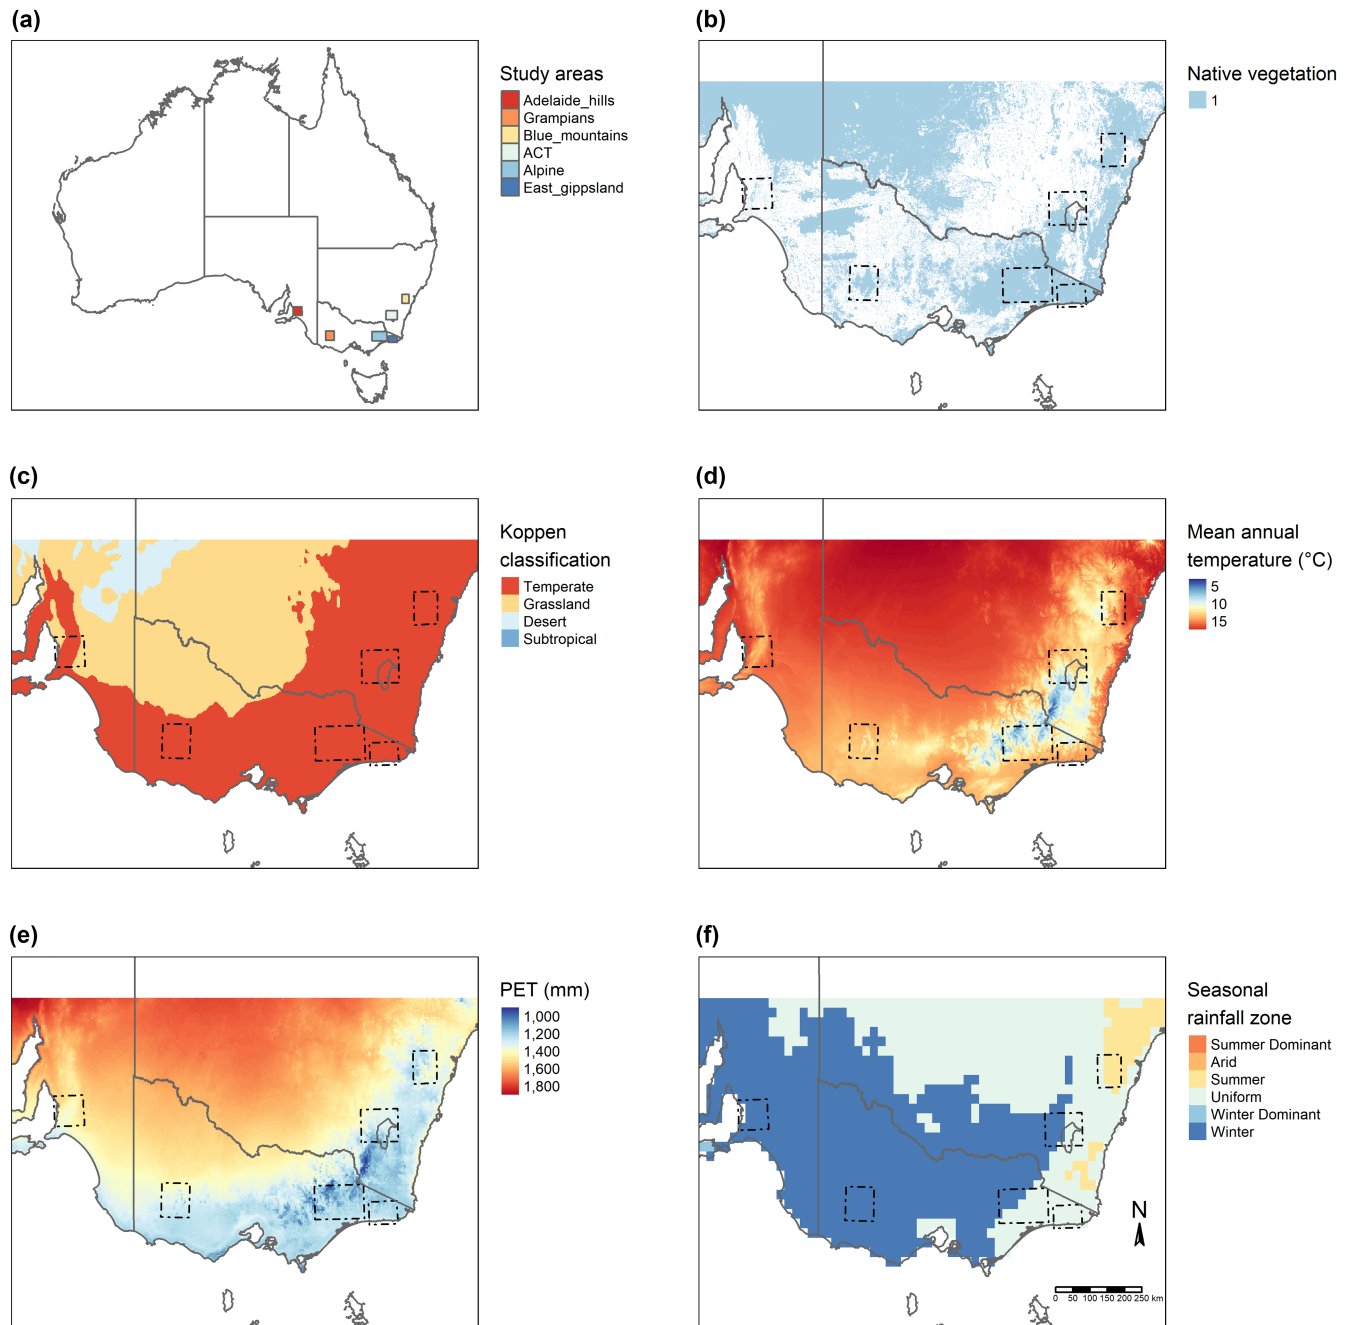 (a)
Study areas
Adelaide_hills
Grampians
Blue_mountains
ACT
Alpine
East_gippsland
(b)
Native vegetation
1
(c)
Koppen
classification
Temperate
Grassland
Desert
Subtropical
(d)
Mean annual
temperature (°C)
5
10
15
(e)
PET (mm)
1,000
1,200
1,400
1,600
1,800
(f)
Seasonal
rainfall zone
Summer Dominant
Arid
Summer
Uniform
Winter Dominant
Winter
N
0 50 100 150 200 250 km